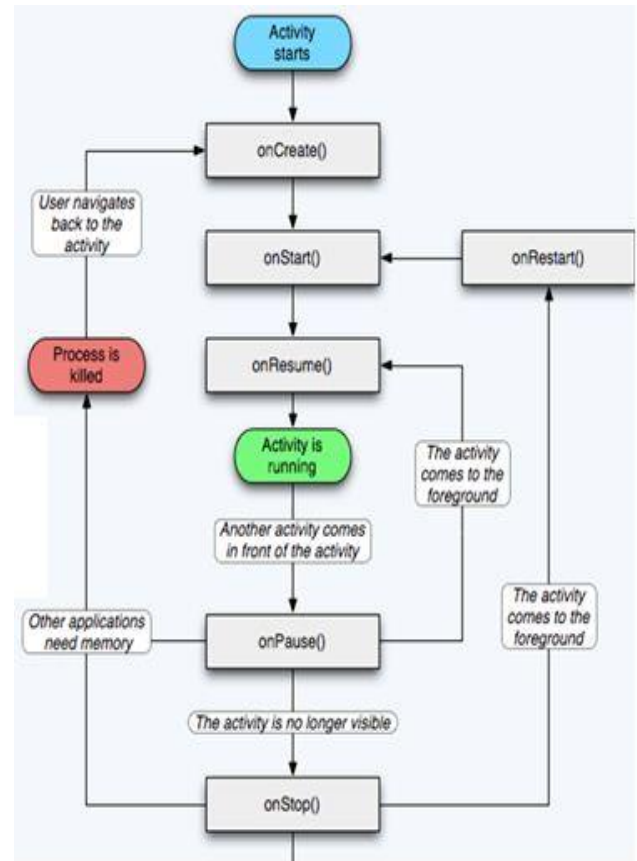 Activity
starts
onCreate()
User navigates
back to the
activity
onStart()
onRestart()
Process is
killed
onResume()
Activity is
running
The activity
comes to the
foreground
Another activity comes
in front of the activity
Other applications
need memory
onPause()
The activity
comes to the
foreground
The activity is no longer visible
onStop()